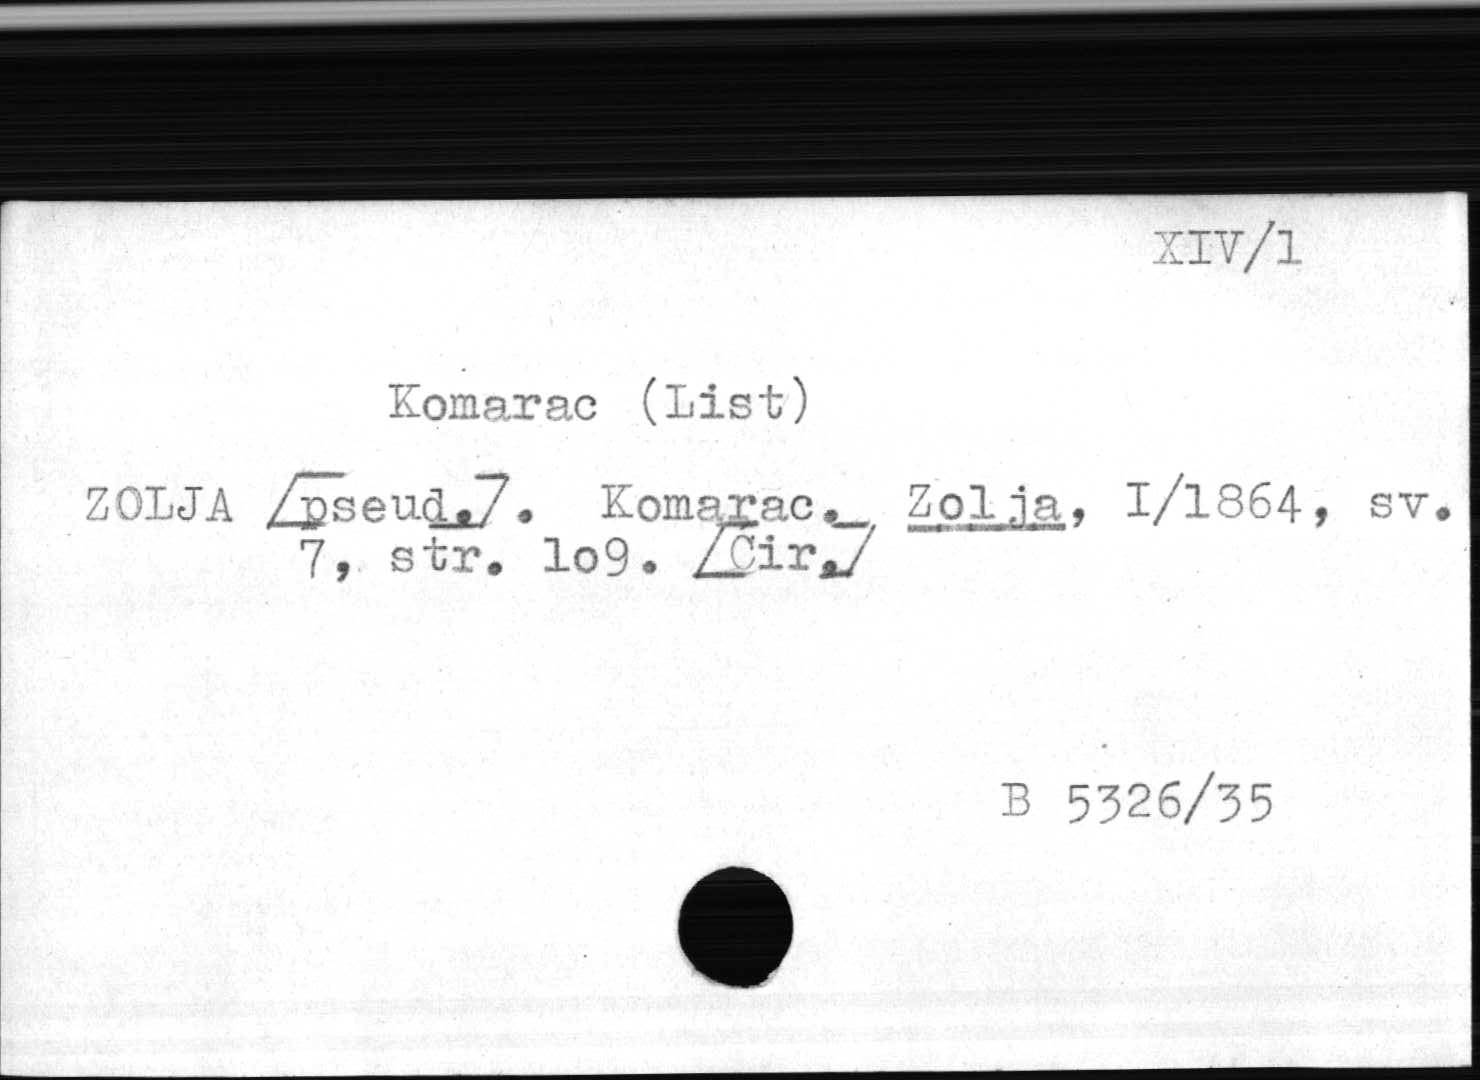 XIV/1
Komarac (List)
ZOLJA [pseud.]. Komarac. Zolja, I/1864, sv.
7, str. lo9. [Cir.]
B 5326/35